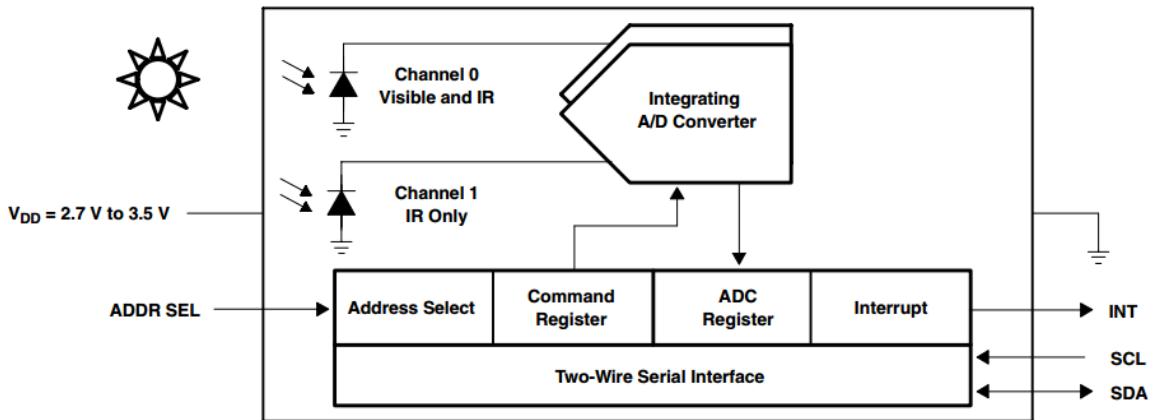 Channel 0
Visible and IR
Integrating
A/D Converter
Channel 1
IR Only
VDD = 2.7 V to 3.5 V
ADDR SEL
Address Select
Command
Register
ADC
Register
Interrupt
INT
Two-Wire Serial Interface
SCL
SDA